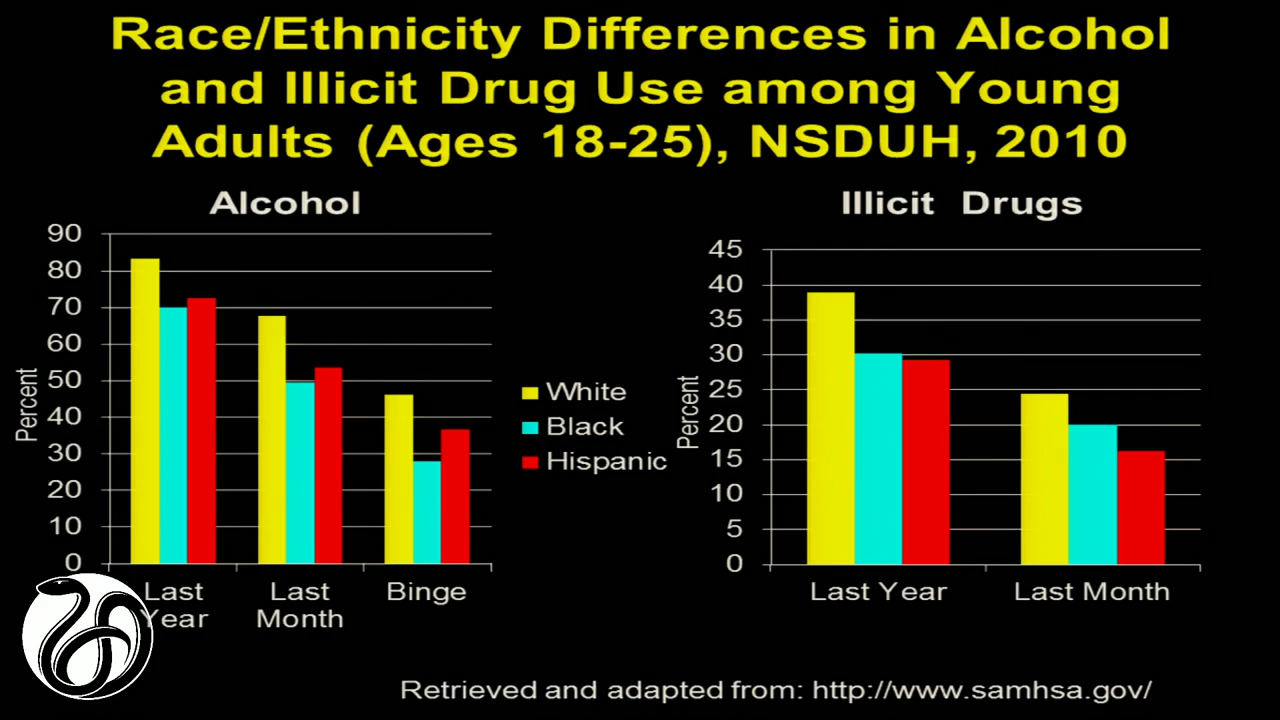 Race/Ethnicity Differences in Alcohol
and Illicit Drug Use among Young
Adults (Ages 18-25), NSDUH, 2010
Alcohol
90
80
70
60
50
40
30
20
10
0
Percent
Last Year
Last Month
Binge
White
Black
Hispanic
Illicit Drugs
45
40
35
30
25
20
15
10
5
0
Percent
Last Year
Last Month
Retrieved and adapted from: http://www.samhsa.gov/